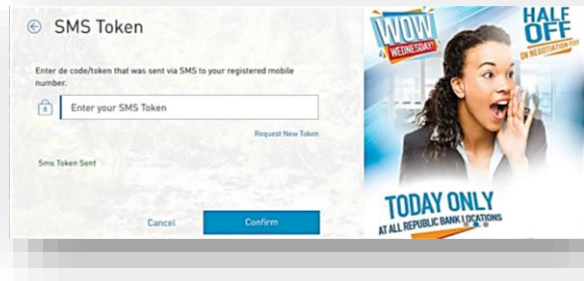 SMS Token
Enter de code/token that was sent via SMS to your registered mobile
number.
Enter your SMS Token
Request New Token
Sms Token Sent
Cancel
Confirm
WOW
WEDNESDAY!
HALF
OFF
ON NEGOTIATION FEES
TODAY ONLY
AT ALL REPUBLIC BANK LOCATIONS